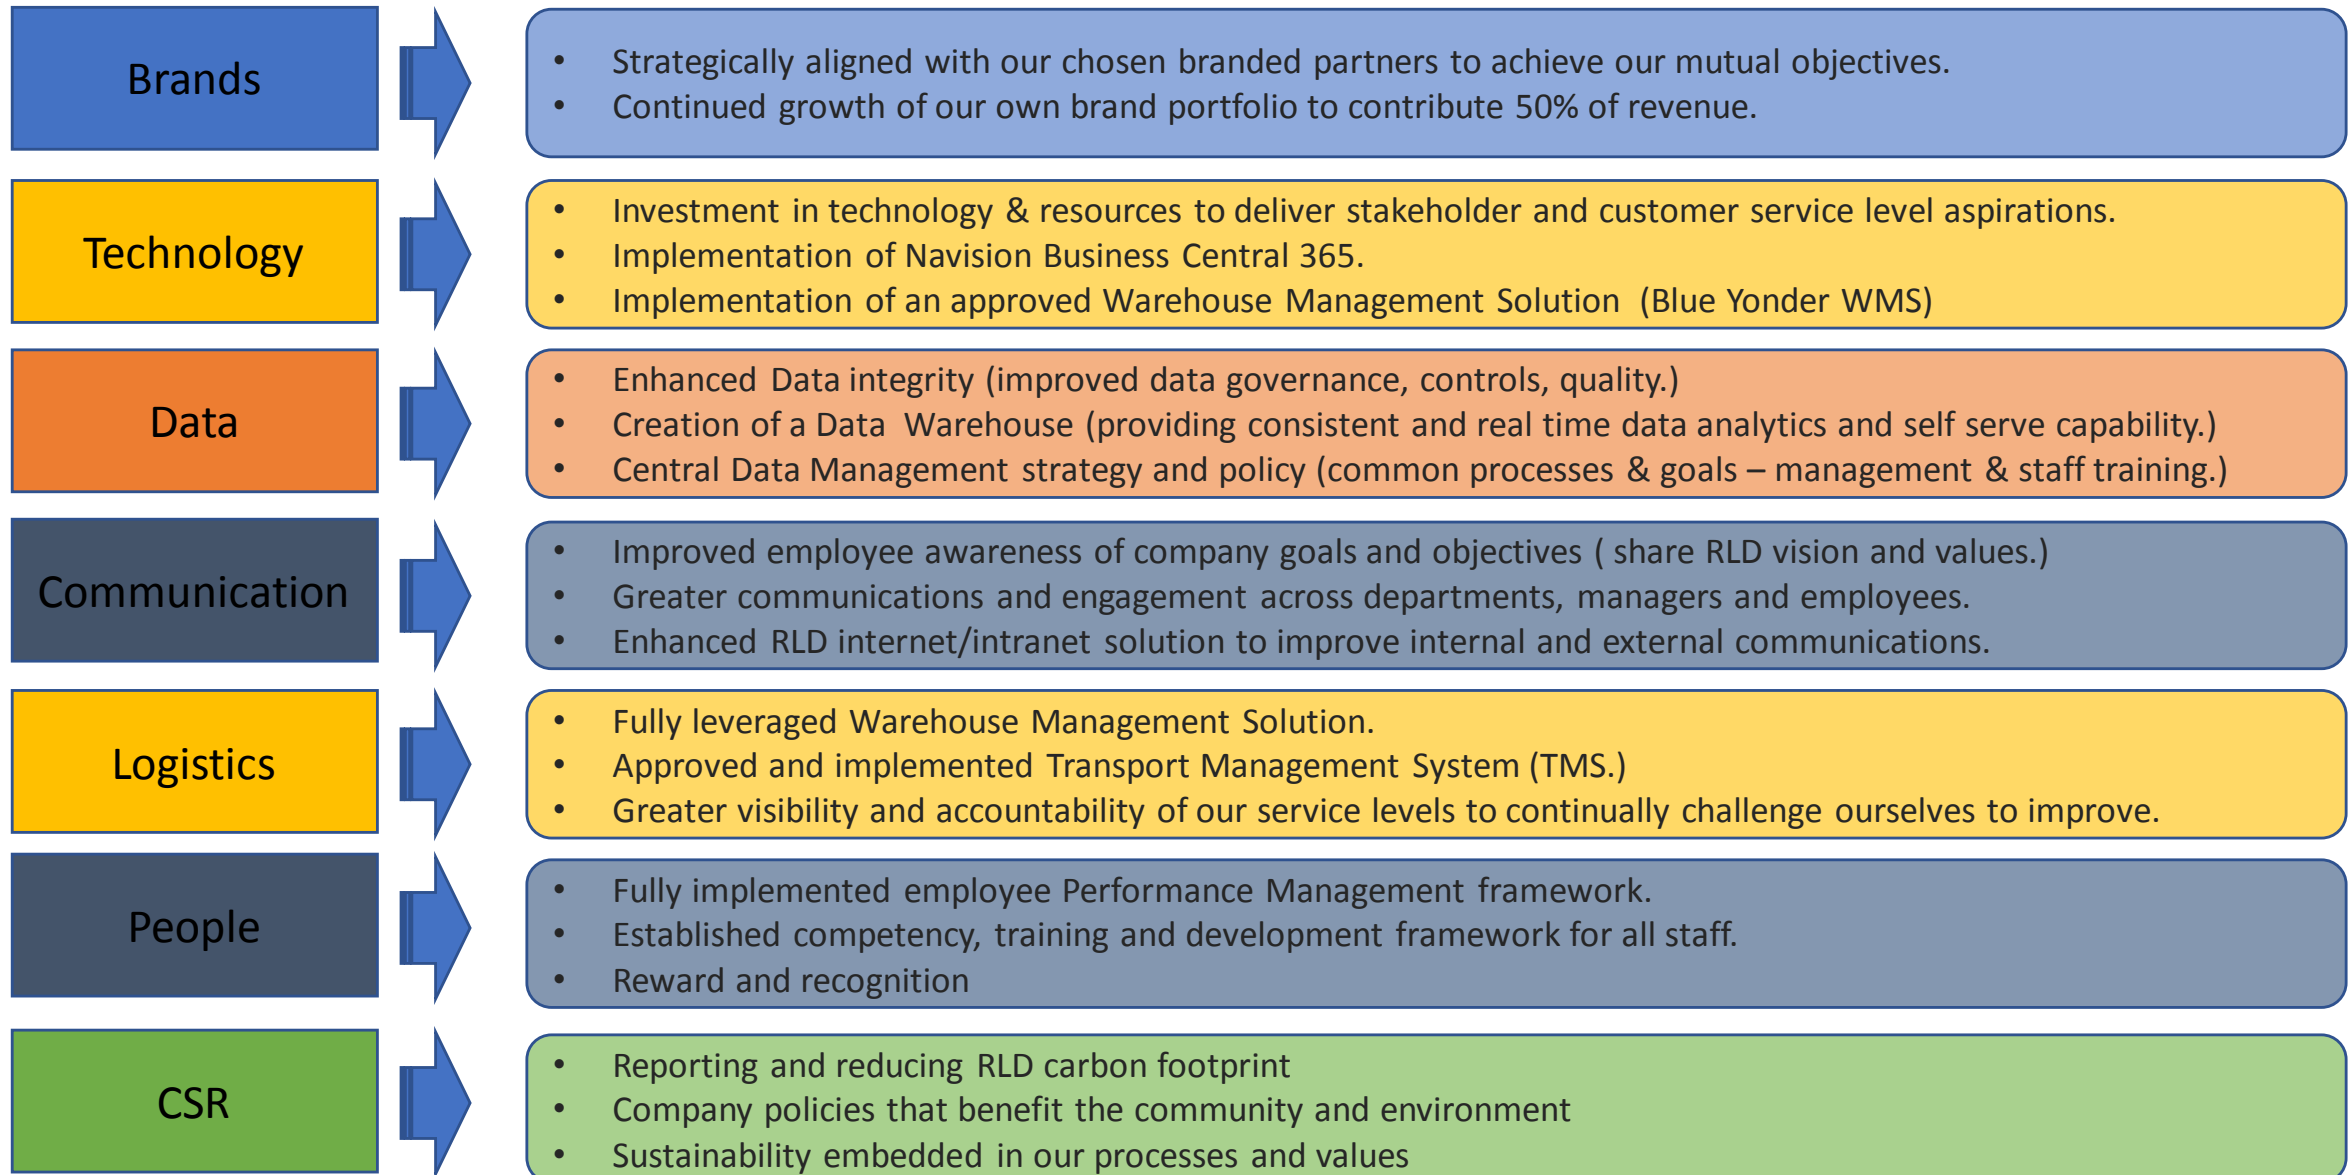 Brands
• Strategically aligned with our chosen branded partners to achieve our mutual objectives.
• Continued growth of our own brand portfolio to contribute 50% of revenue.
Technology
• Investment in technology & resources to deliver stakeholder and customer service level aspirations.
• Implementation of Navision Business Central 365.
• Implementation of an approved Warehouse Management Solution (Blue Yonder WMS)
Data
• Enhanced Data integrity (improved data governance, controls, quality.)
• Creation of a Data Warehouse (providing consistent and real time data analytics and self serve capability.)
• Central Data Management strategy and policy (common processes & goals – management & staff training.)
Communication
• Improved employee awareness of company goals and objectives ( share RLD vision and values.)
• Greater communications and engagement across departments, managers and employees.
• Enhanced RLD internet/intranet solution to improve internal and external communications.
Logistics
• Fully leveraged Warehouse Management Solution.
• Approved and implemented Transport Management System (TMS.)
• Greater visibility and accountability of our service levels to continually challenge ourselves to improve.
People
• Fully implemented employee Performance Management framework.
• Established competency, training and development framework for all staff.
• Reward and recognition
CSR
• Reporting and reducing RLD carbon footprint
• Company policies that benefit the community and environment
• Sustainability embedded in our processes and values